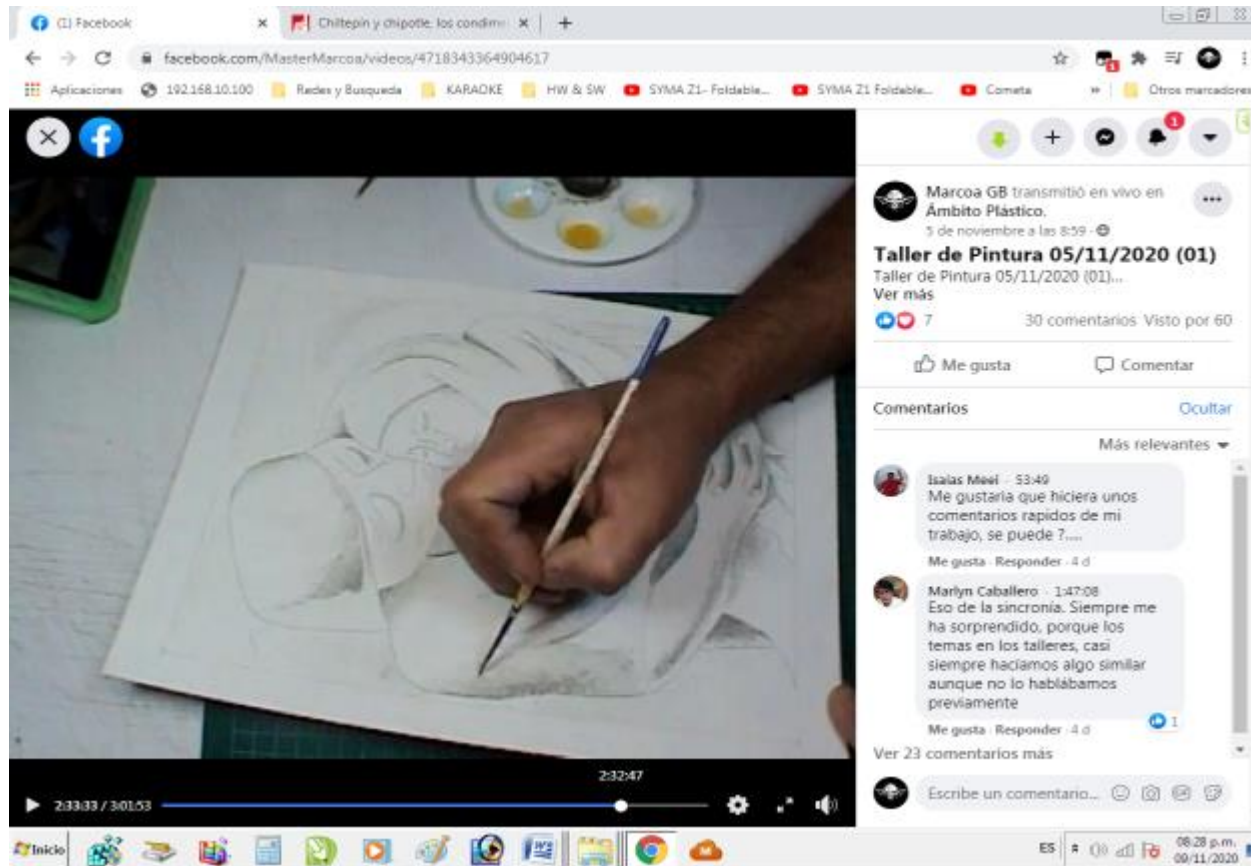 (1) Facebook
Chiltepin y chipotle: los condime
facebook.com/MasterMarcoa/videos/4718343364904617
Aplicaciones
192.168.10.100
Redes y Busqueda
KARAOKE
HW & SW
SYMA Z1- Foldable...
SYMA Z1 Foldable...
Cometa
»
Otros marcadores
1
1
Marcoa GB transmitió en vivo en
Ámbito Plástico.
5 de noviembre a las 8:59 ·
Taller de Pintura 05/11/2020 (01)
Taller de Pintura 05/11/2020 (01)...
Ver más
7
30 comentarios Visto por 60
Me gusta
Comentar
Comentarios
Ocultar
Más relevantes
Isaias Meei · 53:49
Me gustaria que hiciera unos
comentarios rapidos de mi
trabajo, se puede ?.....
Me gusta · Responder · 4 d
Marlyn Caballero · 1:47:08
Eso de la sincronía. Siempre me
ha sorprendido, porque los
temas en los talleres, casi
siempre hacíamos algo similar
aunque no lo hablábamos
previamente
1
Me gusta · Responder · 4 d
Ver 23 comentarios más
Escribe un comentario...
2:32:47
2:33:33 / 3:01:53
Inicio
ES
08:28 p.m.
09/11/2020